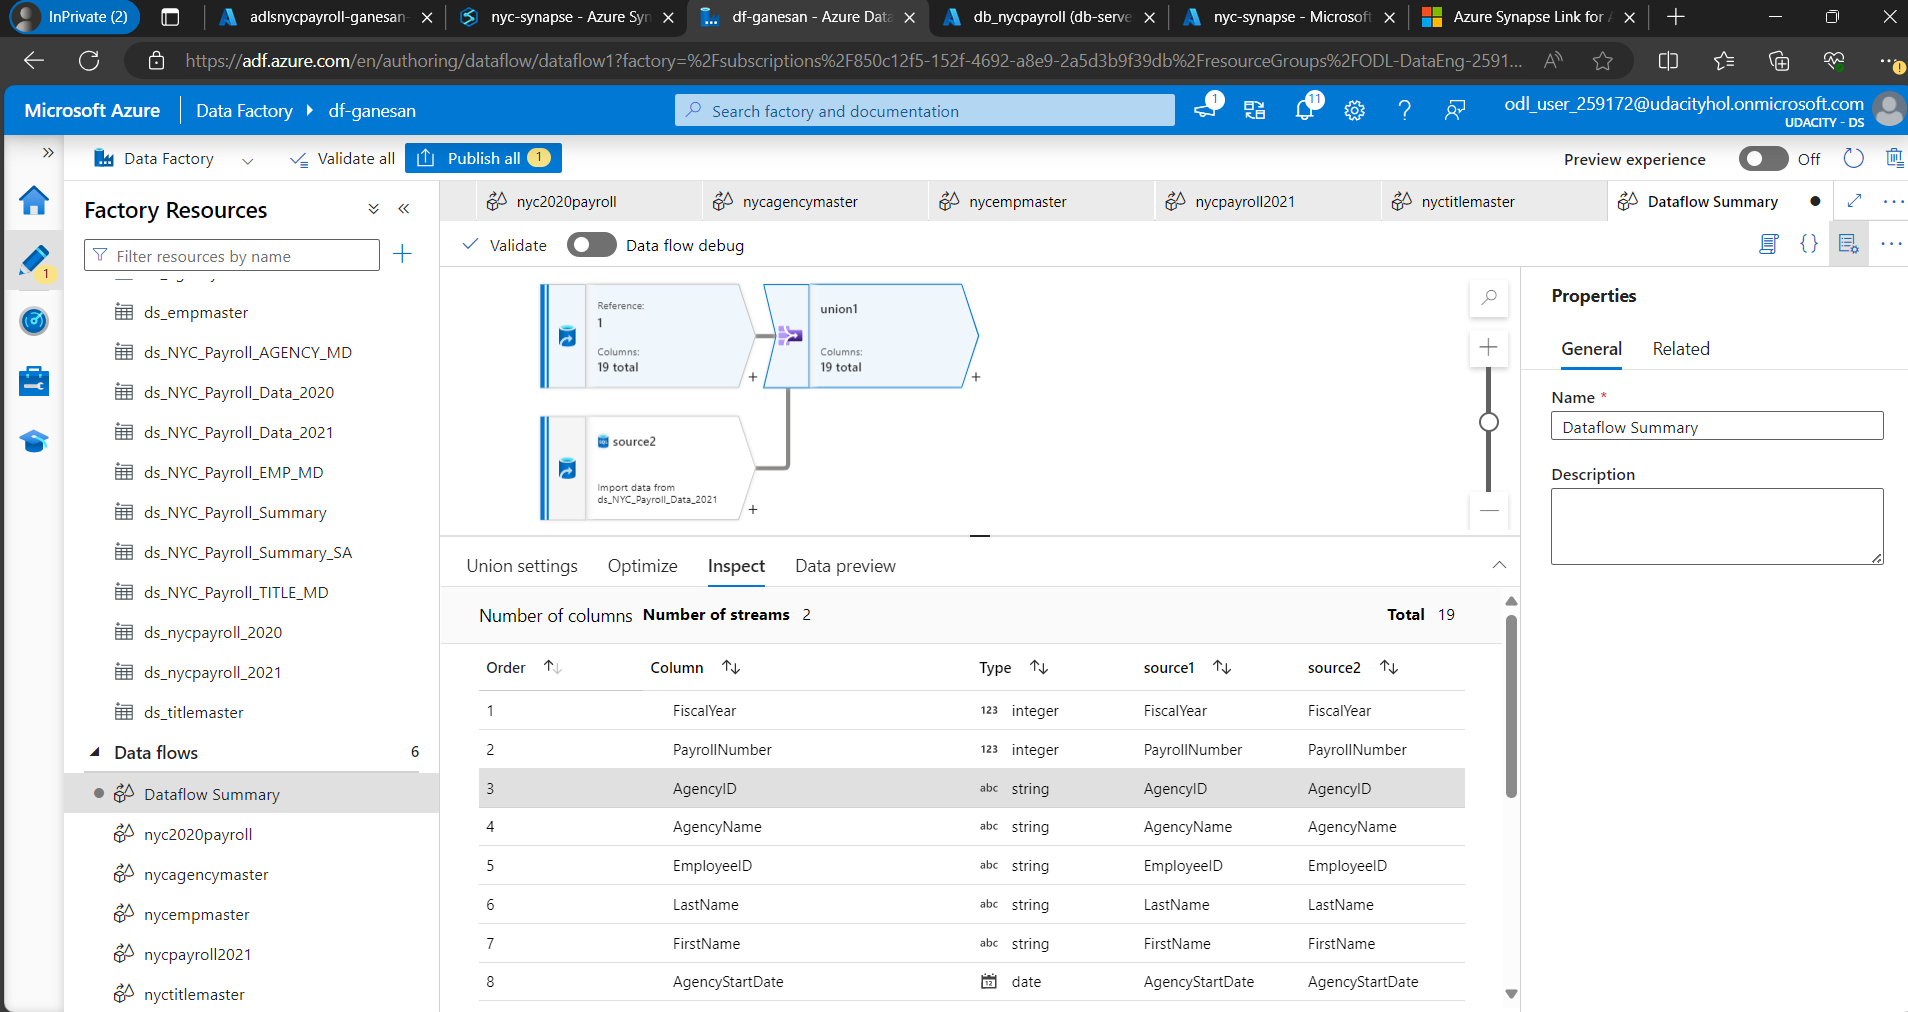 InPrivate (2)
adlsnycpayroll-ganesan-
nyc-synapse - Azure Syn
df-ganesan - Azure Data
db_nycpayroll (db-serve
nyc-synapse - Microsoft
Azure Synapse Link for
https://adf.azure.com/en/authoring/dataflow/dataflow1?factory=%2Fsubscriptions%2F850c12f5-152f-4692-a8e9-2a5d3b9f39db%2FresourceGroups%2FODL-DataEng-2591...
Microsoft Azure
Data Factory
df-ganesan
Search factory and documentation
1
11
odl_user_259172@udacityhol.onmicrosoft.com
UDACITY - DS
Data Factory
Validate all
Publish all 1
Preview experience
Off
Factory Resources
Filter resources by name
1
ds_empmaster
ds_NYC_Payroll_AGENCY_MD
ds_NYC_Payroll_Data_2020
ds_NYC_Payroll_Data_2021
ds_NYC_Payroll_EMP_MD
ds_NYC_Payroll_Summary
ds_NYC_Payroll_Summary_SA
ds_NYC_Payroll_TITLE_MD
ds_nycpayroll_2020
ds_nycpayroll_2021
ds_titlemaster
Data flows 6
Dataflow Summary
nyc2020payroll
nycagencymaster
nycempmaster
nycpayroll2021
nyctitlemaster
nyc2020payroll
nycagencymaster
nycempmaster
nycpayroll2021
nyctitlemaster
Dataflow Summary
Validate
Data flow debug
Reference:
1
Columns:
19 total
union1
Columns:
19 total
source2
Import data from
ds_NYC_Payroll_Data_2021
Union settings
Optimize
Inspect
Data preview
Number of columns Number of streams 2 Total 19
Order Column Type source1 source2
1 FiscalYear 123 integer FiscalYear FiscalYear
2 PayrollNumber 123 integer PayrollNumber PayrollNumber
3 AgencyID abc string AgencyID AgencyID
4 AgencyName abc string AgencyName AgencyName
5 EmployeeID abc string EmployeeID EmployeeID
6 LastName abc string LastName LastName
7 FirstName abc string FirstName FirstName
8 AgencyStartDate 12 date AgencyStartDate AgencyStartDate
Properties
General
Related
Name *
Dataflow Summary
Description